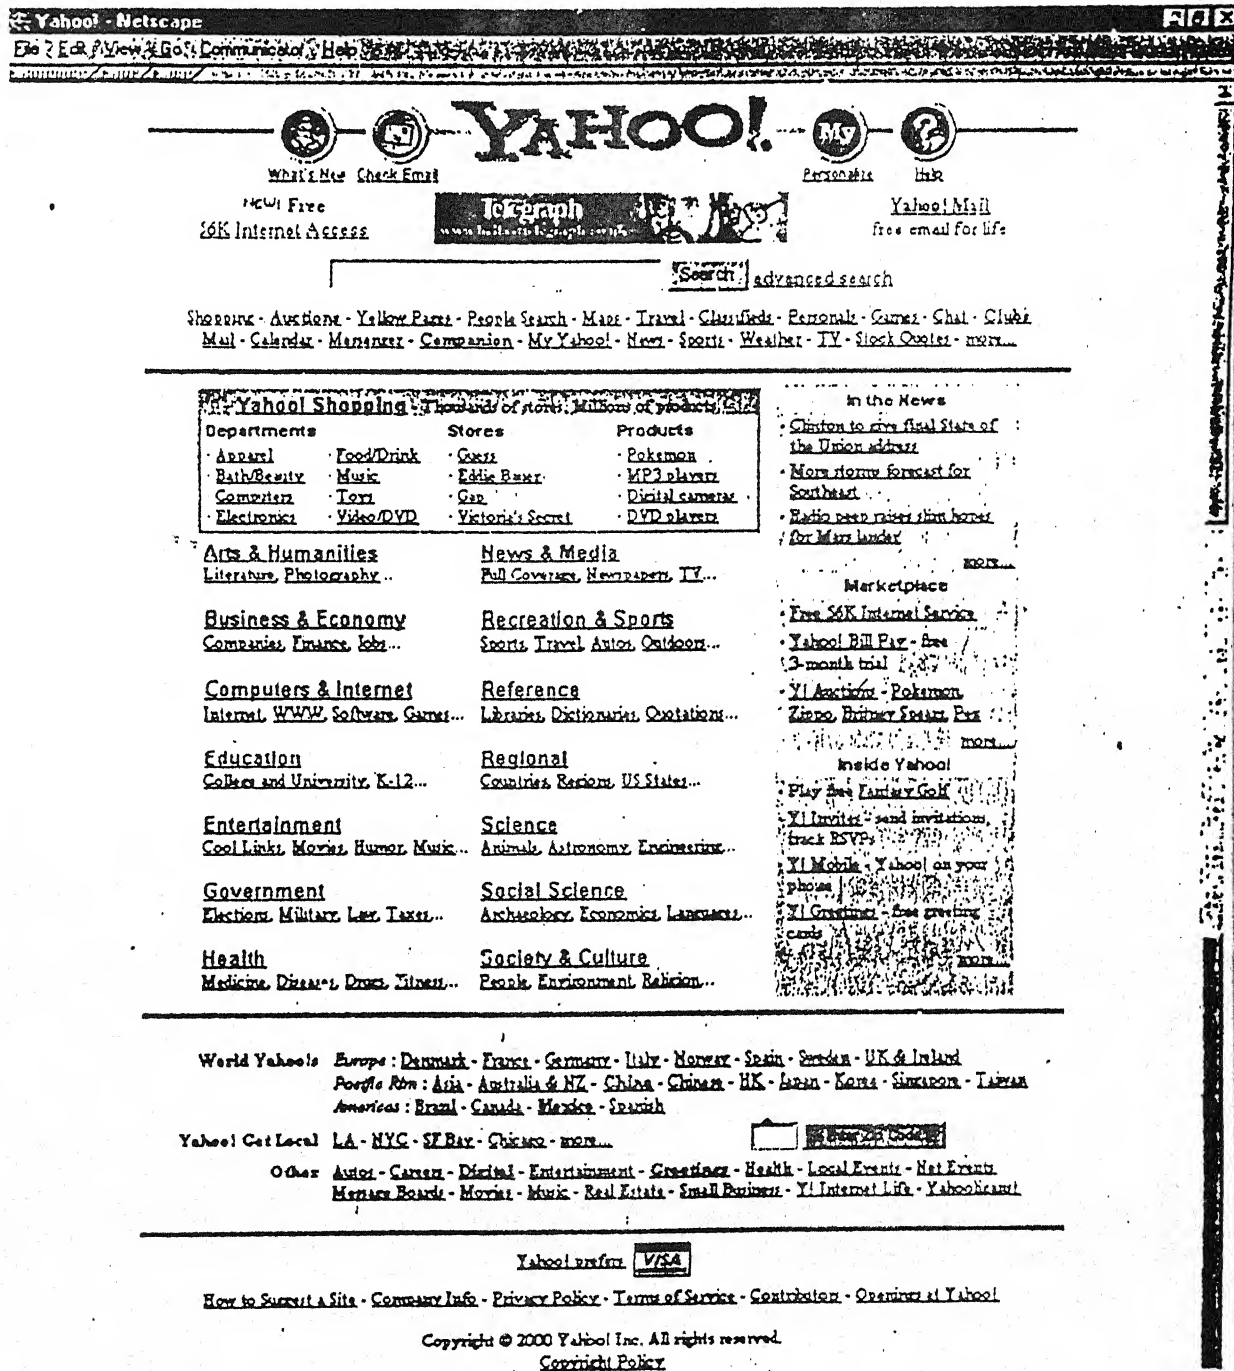 Yahoo! - Netscape
File Edit View Go Communicator Help
YAHOO!
My
What's New Check Email Personalize Help
NEW! Free
56K Internet Access
Telegraph
Yahoo! Mail
free email for life
Search advanced search
Shopping - Auctions - Yellow Pages - People Search - Maps - Travel - Classifieds - Personals - Games - Chat - Clubs
Mail - Calendar - Messenger - Companion - My Yahoo! - News - Sports - Weather - TV - Stock Quotes - more...
Yahoo! Shopping - Thousands of stores. Millions of products.
Departments Stores Products
· Apparel · Food/Drink · Guess · Pokemon
· Bath/Beauty · Music · Eddie Bauer · MP3 players
· Computers · Toys · Gap · Digital cameras
· Electronics · Video/DVD · Victoria's Secret · DVD players
Arts & Humanities
Literature, Photography...
News & Media
Full Coverage, Newspapers, TV...
Business & Economy
Companies, Finance, Jobs...
Recreation & Sports
Sports, Travel, Autos, Outdoors...
Computers & Internet
Internet, WWW, Software, Games...
Reference
Libraries, Dictionaries, Quotations...
Education
College and University, K-12...
Regional
Countries, Regions, US States...
Entertainment
Cool Links, Movies, Humor, Music...
Science
Animals, Astronomy, Engineering...
Government
Elections, Military, Law, Taxes...
Social Science
Archaeology, Economics, Languages...
Health
Medicine, Diseases, Drugs, Fitness...
Society & Culture
People, Environment, Religion...
In the News
· Clinton to give final State of
the Union address
· More storms forecast for
Southeast
· Radio peep raises slim hopes
for Mars lander
more...
Marketplace
· Free 56K Internet Service
· Yahoo! Bill Pay - free
3-month trial
· Y! Auctions - Pokemon,
Zippo, Britney Spears, Pez
more...
Inside Yahoo!
· Play free Fantasy Golf
· Y! Invites - send invitations,
track RSVPs
· Y! Mobile - Yahoo! on your
phone
· Y! Greetings - free greeting
cards
more...
World Yahoo!s Europe : Denmark - France - Germany - Italy - Norway - Spain - Sweden - UK & Ireland
Pacific Rim : Asia - Australia & NZ - China - Chinese - HK - Japan - Korea - Singapore - Taiwan
Americas : Brazil - Canada - Mexico - Spanish
Yahoo! Get Local LA - NYC - SF Bay - Chicago - more... Enter Zip Code
Other Autos - Careers - Digital - Entertainment - Greetings - Health - Local Events - Net Events
Message Boards - Movies - Music - Real Estate - Small Business - Y! Internet Life - Yahooligans!
Yahoo! prefers VISA
How to Suggest a Site - Company Info - Privacy Policy - Terms of Service - Contributors - Openings at Yahoo!
Copyright © 2000 Yahoo! Inc. All rights reserved.
Copyright Policy